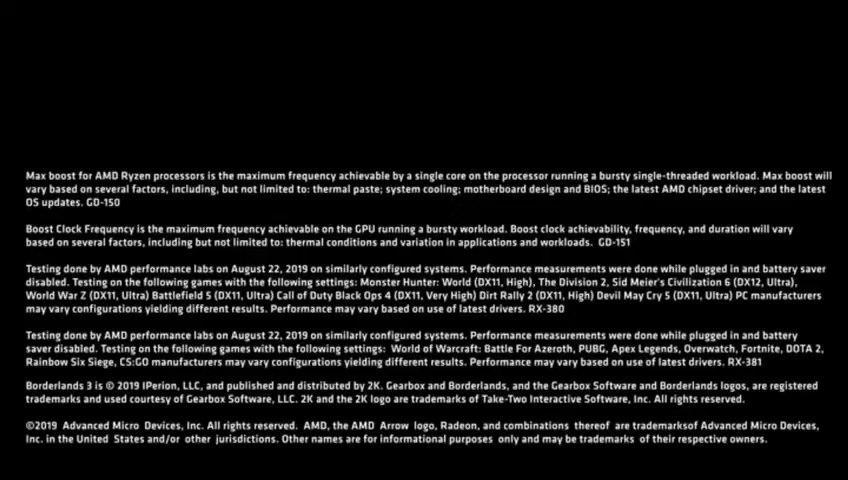 Max boost for AMD Ryzen processors is the maximum frequency achievable by a single core on the processor running a bursty single-threaded workload. Max boost will
vary based on several factors, including, but not limited to: thermal paste; system cooling; motherboard design and BIOS; the latest AMD chipset driver; and the latest
OS updates. GD-150
Boost Clock Frequency is the maximum frequency achievable on the GPU running a bursty workload. Boost clock achievability, frequency, and duration will vary
based on several factors, including but not limited to: thermal conditions and variation in applications and workloads. GD-151
Testing done by AMD performance labs on August 22, 2019 on similarly configured systems. Performance measurements were done while plugged in and battery saver
disabled. Testing on the following games with the following settings: Monster Hunter: World (DX11, High), The Division 2, Sid Meier's Civilization 6 (DX12, Ultra),
World War Z (DX11, Ultra) Battlefield 5 (DX11, Ultra) Call of Duty Black Ops 4 (DX11, Very High) Dirt Rally 2 (DX11, High) Devil May Cry 5 (DX11, Ultra) PC manufacturers
may vary configurations yielding different results. Performance may vary based on use of latest drivers. RX-380
Testing done by AMD performance labs on August 22, 2019 on similarly configured systems. Performance measurements were done while plugged in and battery
saver disabled. Testing on the following games with the following settings: World of Warcraft: Battle For Azeroth, PUBG, Apex Legends, Overwatch, Fortnite, DOTA 2,
Rainbow Six Siege, CS:GO manufacturers may vary configurations yielding different results. Performance may vary based on use of latest drivers. RX-381
Borderlands 3 is © 2019 IPerion, LLC, and published and distributed by 2K. Gearbox and Borderlands, and the Gearbox Software and Borderlands logos, are registered
trademarks and used courtesy of Gearbox Software, LLC. 2K and the 2K logo are trademarks of Take-Two Interactive Software, Inc. All rights reserved.
©2019 Advanced Micro Devices, Inc. All rights reserved. AMD, the AMD Arrow logo, Radeon, and combinations thereof are trademarksof Advanced Micro Devices,
Inc. in the United States and/or other jurisdictions. Other names are for informational purposes only and may be trademarks of their respective owners.